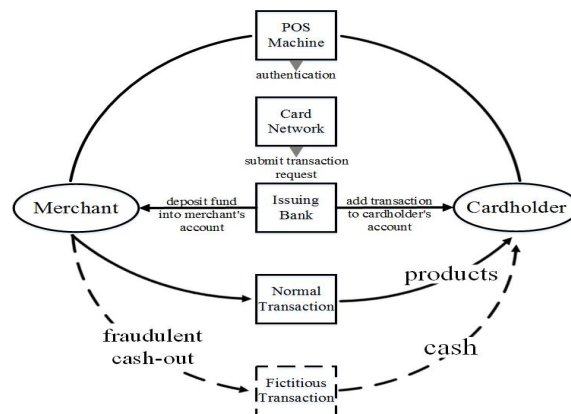 POS
Machine
authentication
Card
Network
submit transaction
request
Merchant
deposit fund
into merchant's
account
Issuing
Bank
add transaction
to cardholder's
account
Cardholder
Normal
Transaction
products
fraudulent
cash-out
Fictitious
Transaction
cash